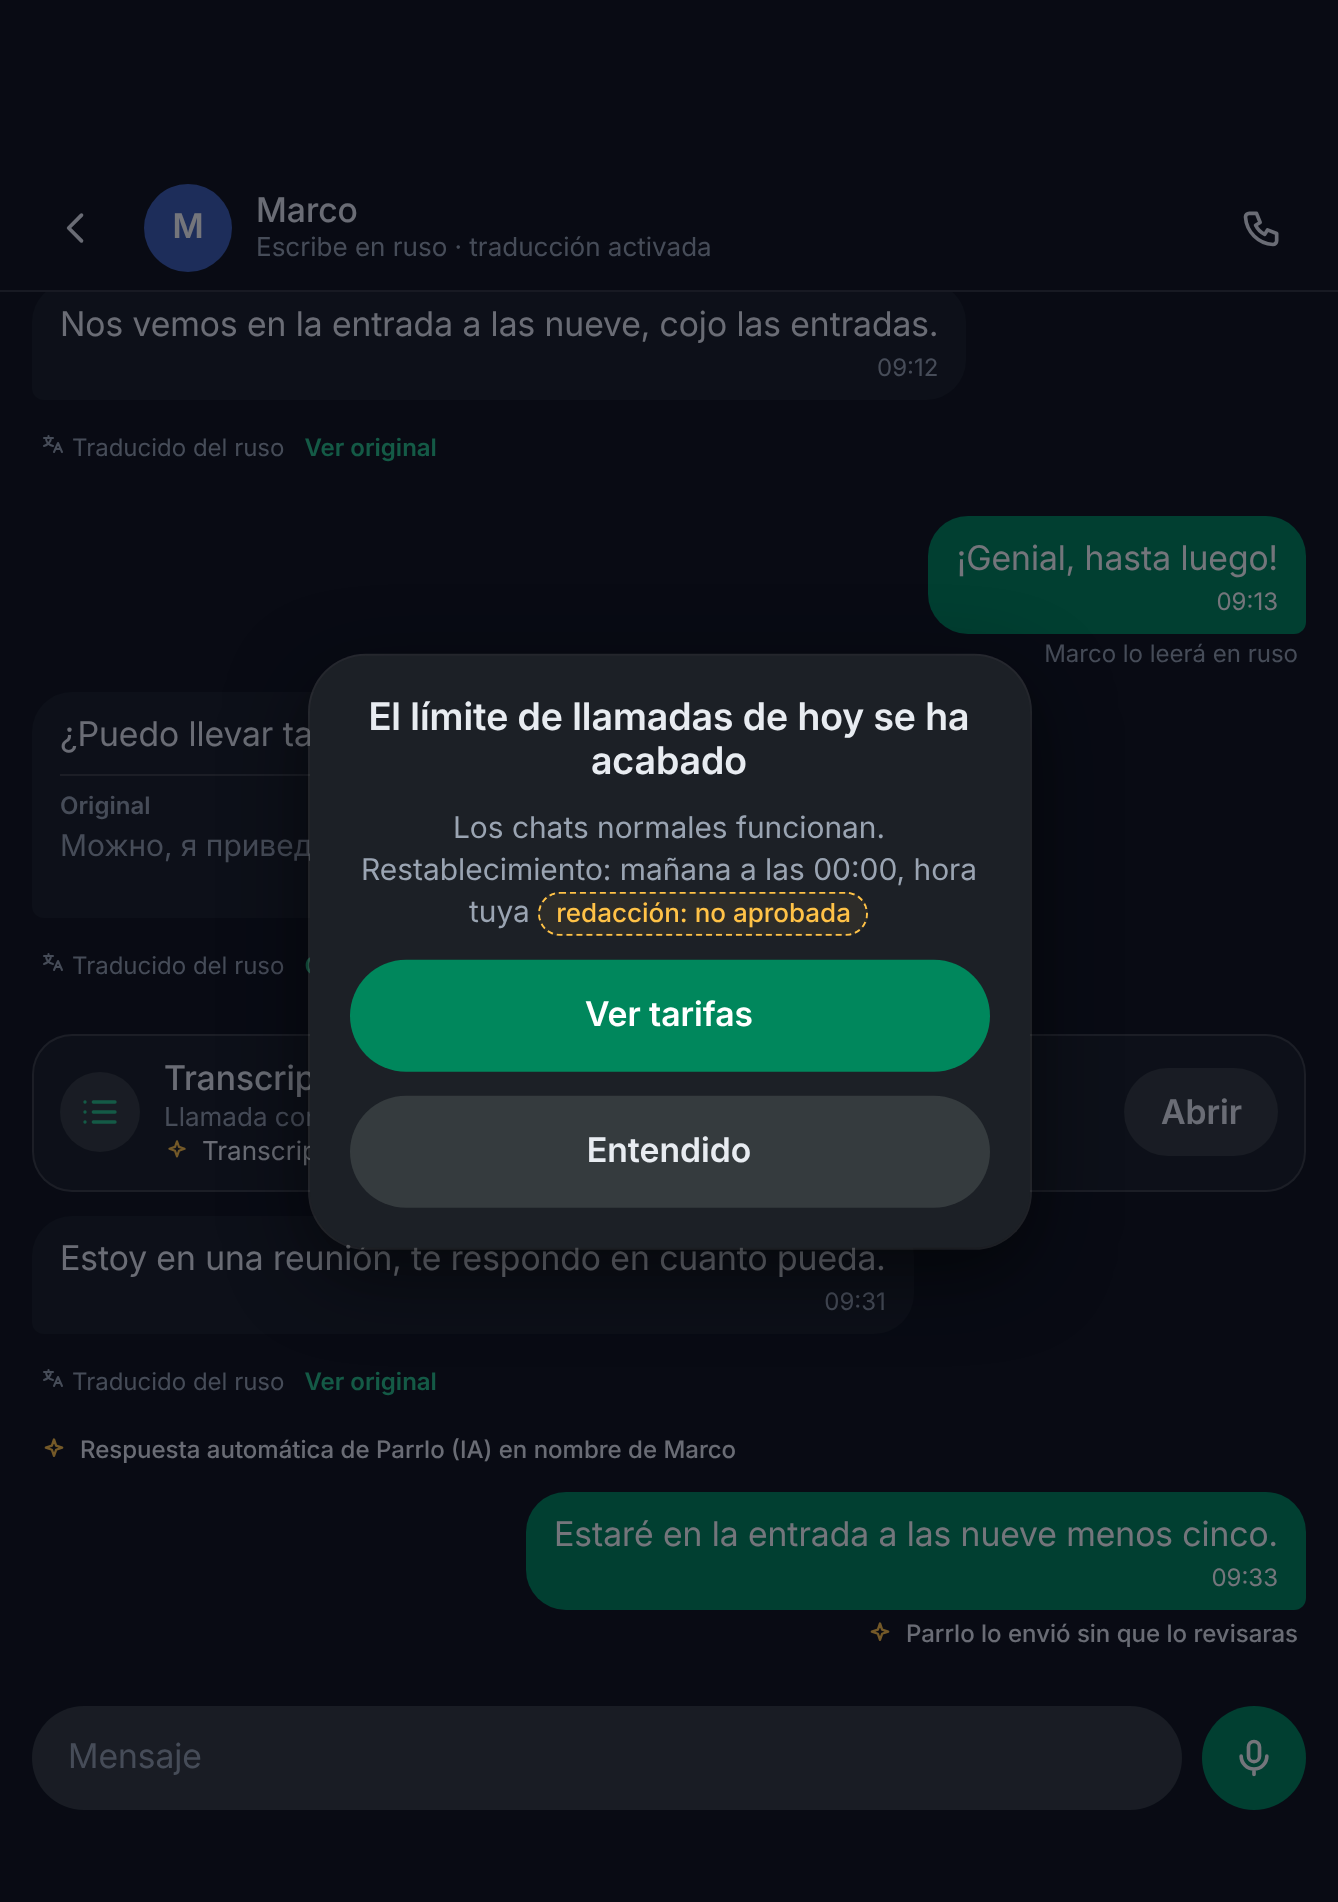 M
Marco
Escribe en ruso · traducción activada
Nos vemos en la entrada a las nueve, cojo las entradas.
09:12
Traducido del ruso Ver original
¡Genial, hasta luego!
09:13
Marco lo leerá en ruso
¿Puedo llevar
Original
Можно, я
Traducido del ruso
El límite de llamadas de hoy se ha
acabado
Los chats normales funcionan.
Restablecimiento: mañana a las 00:00, hora
tuya redacción: no aprobada
Ver tarifas
Entendido
Llamada
Abrir
Estoy en una reunión, te respondo en cuanto pueda.
09:31
Traducido del ruso Ver original
Respuesta automática de Parrlo (IA) en nombre de Marco
Estaré en la entrada a las nueve menos cinco.
09:33
Parrlo lo envió sin que lo revisaras
Mensaje